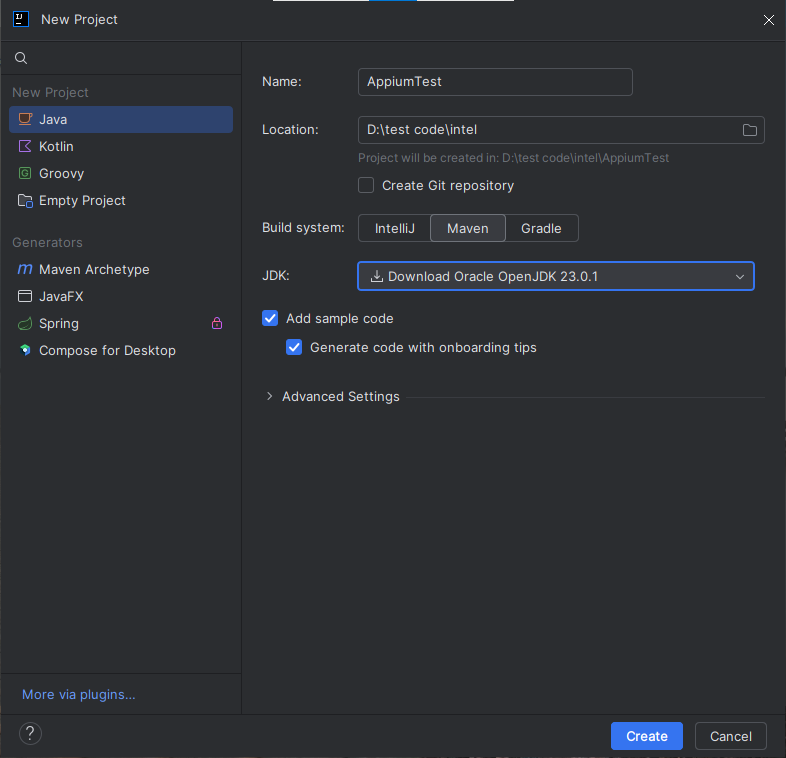 New Project
New Project
Java
Kotlin
Groovy
Empty Project
Generators
Maven Archetype
JavaFX
Spring
Compose for Desktop
More via plugins...
Name: AppiumTest
Location: D:\test code\intel
Project will be created in: D:\test code\intel\AppiumTest
Create Git repository
Build system: IntelliJ Maven Gradle
JDK: Download Oracle OpenJDK 23.0.1
Add sample code
Generate code with onboarding tips
Advanced Settings
? Create Cancel